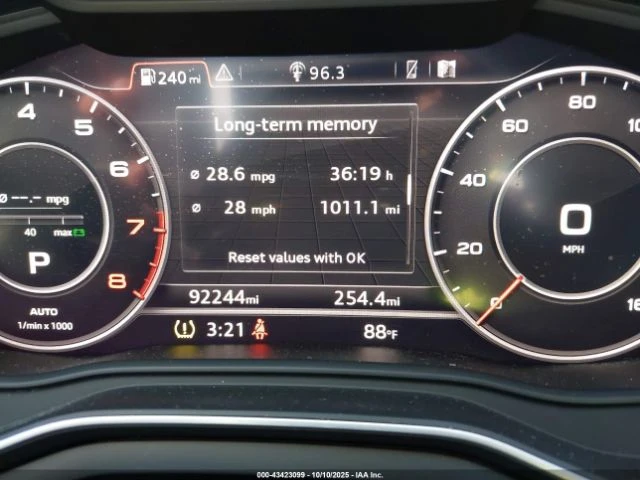 240 mi
96.3
4
5
6
7
8
Ø --.- mpg
40 max
P
AUTO
1/min x 1000
Long-term memory
Ø 28.6 mpg 36:19 h
Ø 28 mph 1011.1 mi
Reset values with OK
92244mi 254.4mi
3:21 88°F
0
20
40
60
80
0
MPH
000-43423099 - 10/10/2025 - IAA Inc.